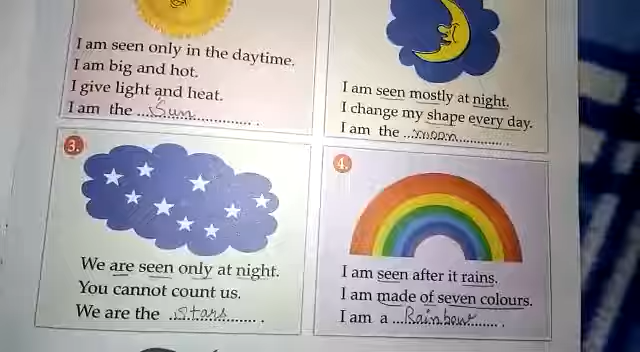 I am seen only in the daytime.
I am big and hot.
I give light and heat.
I am the ...Sun.................... .
I am seen mostly at night.
I change my shape every day.
I am the ...moon............. .
3.
We are seen only at night.
You cannot count us.
We are the ...stars......... .
4.
I am seen after it rains.
I am made of seven colours.
I am a ...Rainbow........ .